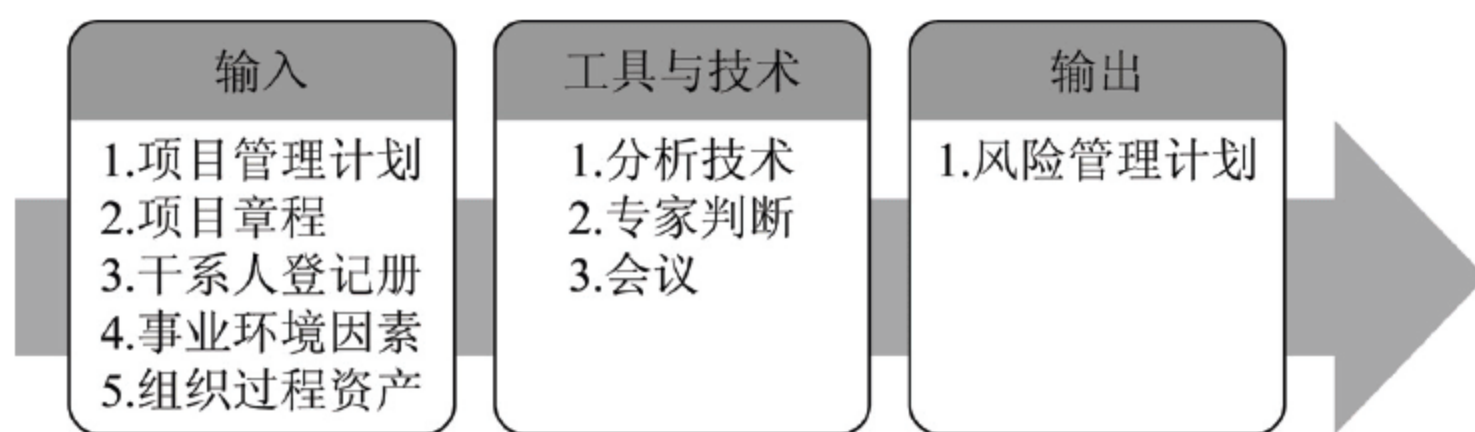 输入
1.项目管理计划
2.项目章程
3.干系人登记册
4.事业环境因素
5.组织过程资产
工具与技术
1.分析技术
2.专家判断
3.会议
输出
1.风险管理计划